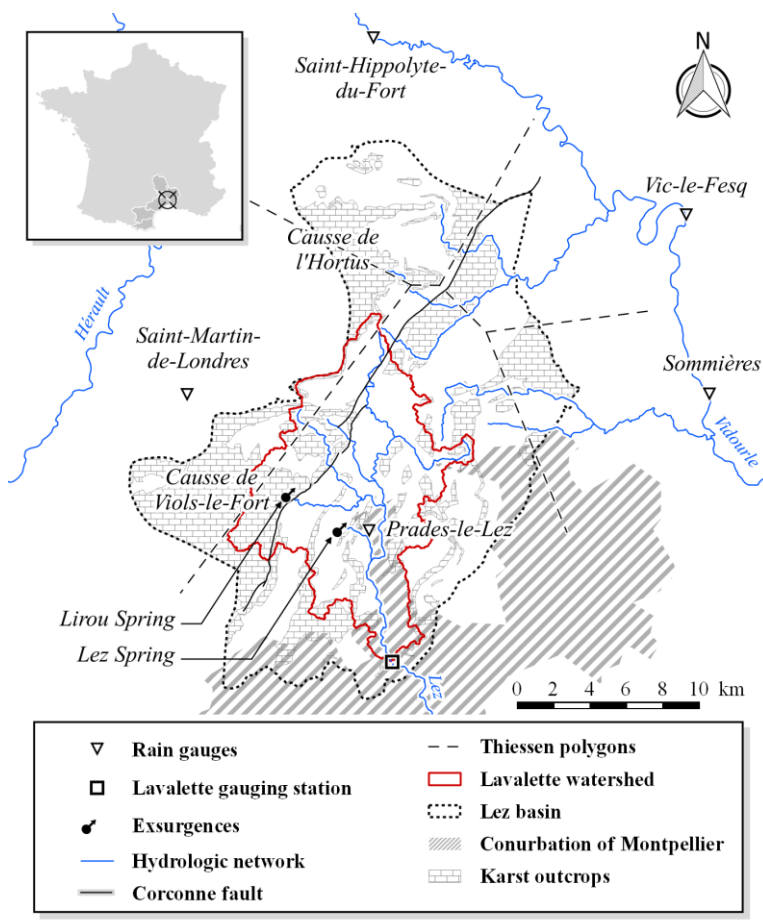 N
Saint-Hippolyte-
du-Fort
Vic-le-Fesq
Causse de
l'Hortus
Hérault
Saint-Martin-
de-Londres
Sommières
Vidourle
Causse de
Viols-le-Fort
Prades-le-Lez
Lirou Spring
Lez Spring
Lez
0 2 4 6 8 10 km
Rain gauges
Lavalette gauging station
Exsurgences
Hydrologic network
Corconne fault
Thiessen polygons
Lavalette watershed
Lez basin
Conurbation of Montpellier
Karst outcrops